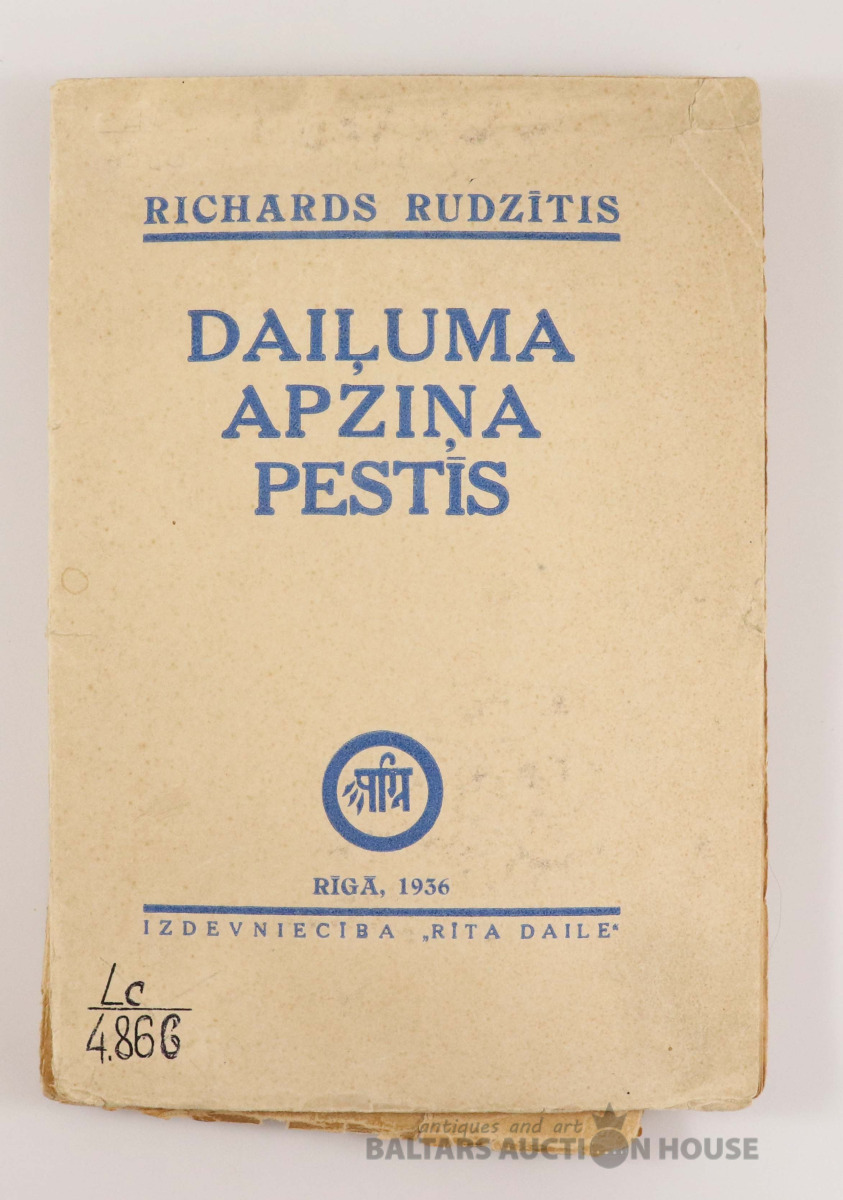 RICHARDS RUDZĪTIS
DAIĻUMA
APZIŅA
PESTĪS
अग्नि
RĪGĀ, 1936
IZDEVNIECĪBA „RĪTA DAILE“
Lc
4.866
antiques and art
BALTARS AUCTION HOUSE